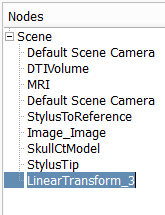 Nodes
Scene
Default Scene Camera
DTIVolume
MRI
Default Scene Camera
StylusToReference
Image_Image
SkullCtModel
StylusTip
LinearTransform_3